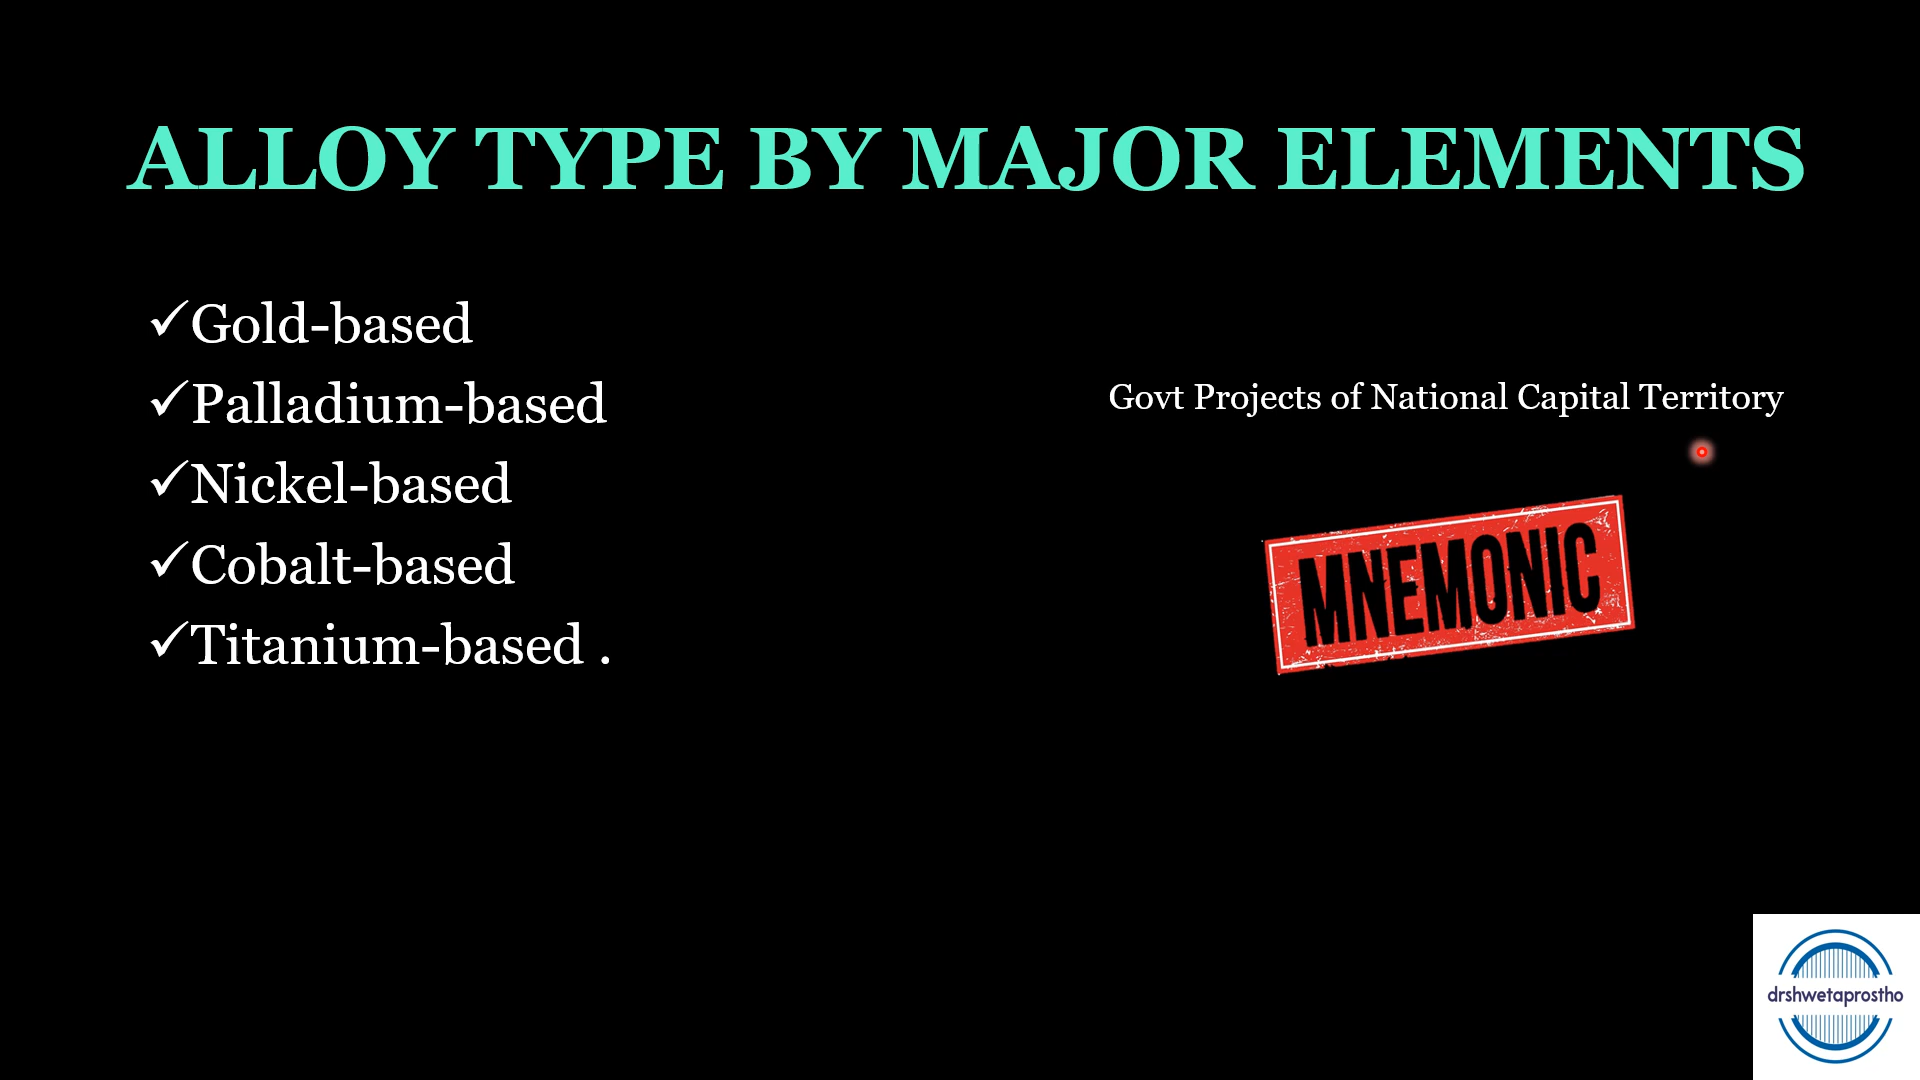 ALLOY TYPE BY MAJOR ELEMENTS
✓Gold-based
✓Palladium-based
✓Nickel-based
✓Cobalt-based
✓Titanium-based .
Govt Projects of National Capital Territory
MNEMONIC
drshwetaprostho